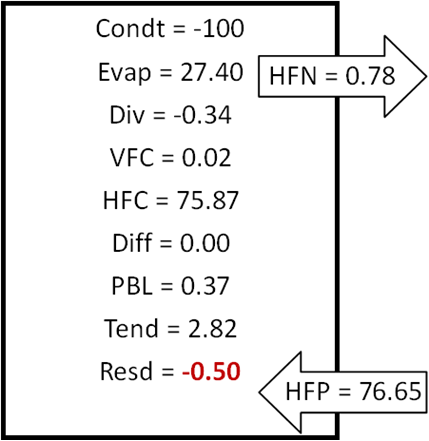 Condt = -100
Evap = 27.40
HFN = 0.78
Div = -0.34
VFC = 0.02
HFC = 75.87
Diff = 0.00
PBL = 0.37
Tend = 2.82
Resd = -0.50
HFP = 76.65